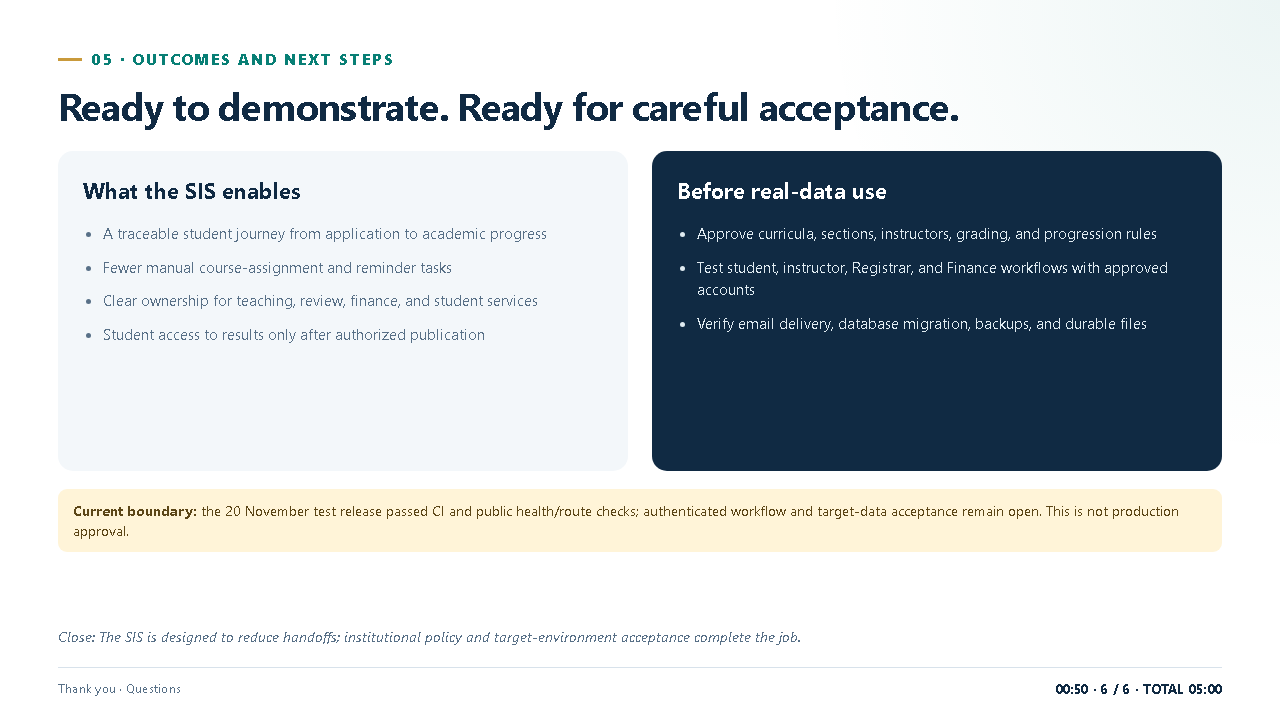 05 · OUTCOMES AND NEXT STEPS
Ready to demonstrate. Ready for careful acceptance.
What the SIS enables
• A traceable student journey from application to academic progress
• Fewer manual course-assignment and reminder tasks
• Clear ownership for teaching, review, finance, and student services
• Student access to results only after authorized publication
Before real-data use
• Approve curricula, sections, instructors, grading, and progression rules
• Test student, instructor, Registrar, and Finance workflows with approved
accounts
• Verify email delivery, database migration, backups, and durable files
Current boundary: the 20 November test release passed CI and public health/route checks; authenticated workflow and target-data acceptance remain open. This is not production
approval.
Close: The SIS is designed to reduce handoffs; institutional policy and target-environment acceptance complete the job.
Thank you · Questions
00:50 · 6 / 6 · TOTAL 05:00